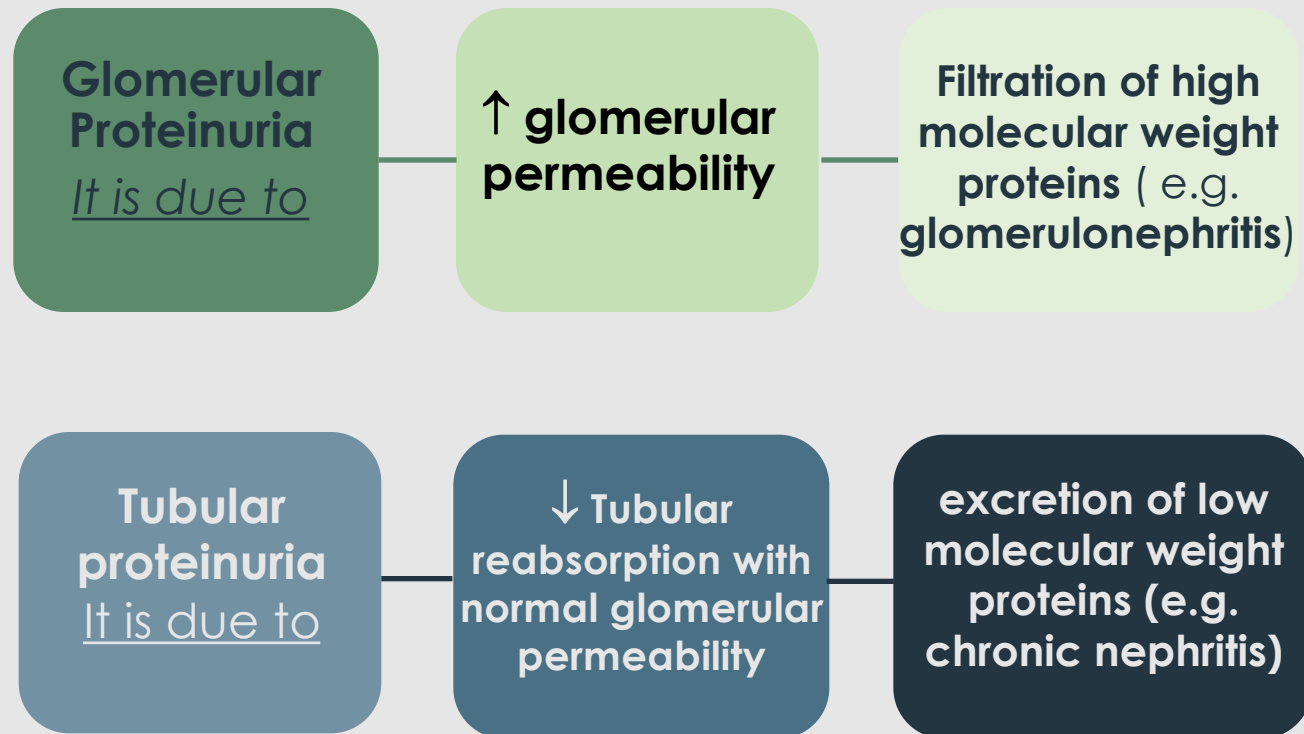 Glomerular
Proteinuria
It is due to
↑ glomerular
permeability
Filtration of high
molecular weight
proteins ( e.g.
glomerulonephritis)
Tubular
proteinuria
It is due to
↓ Tubular
reabsorption with
normal glomerular
permeability
excretion of low
molecular weight
proteins (e.g.
chronic nephritis)